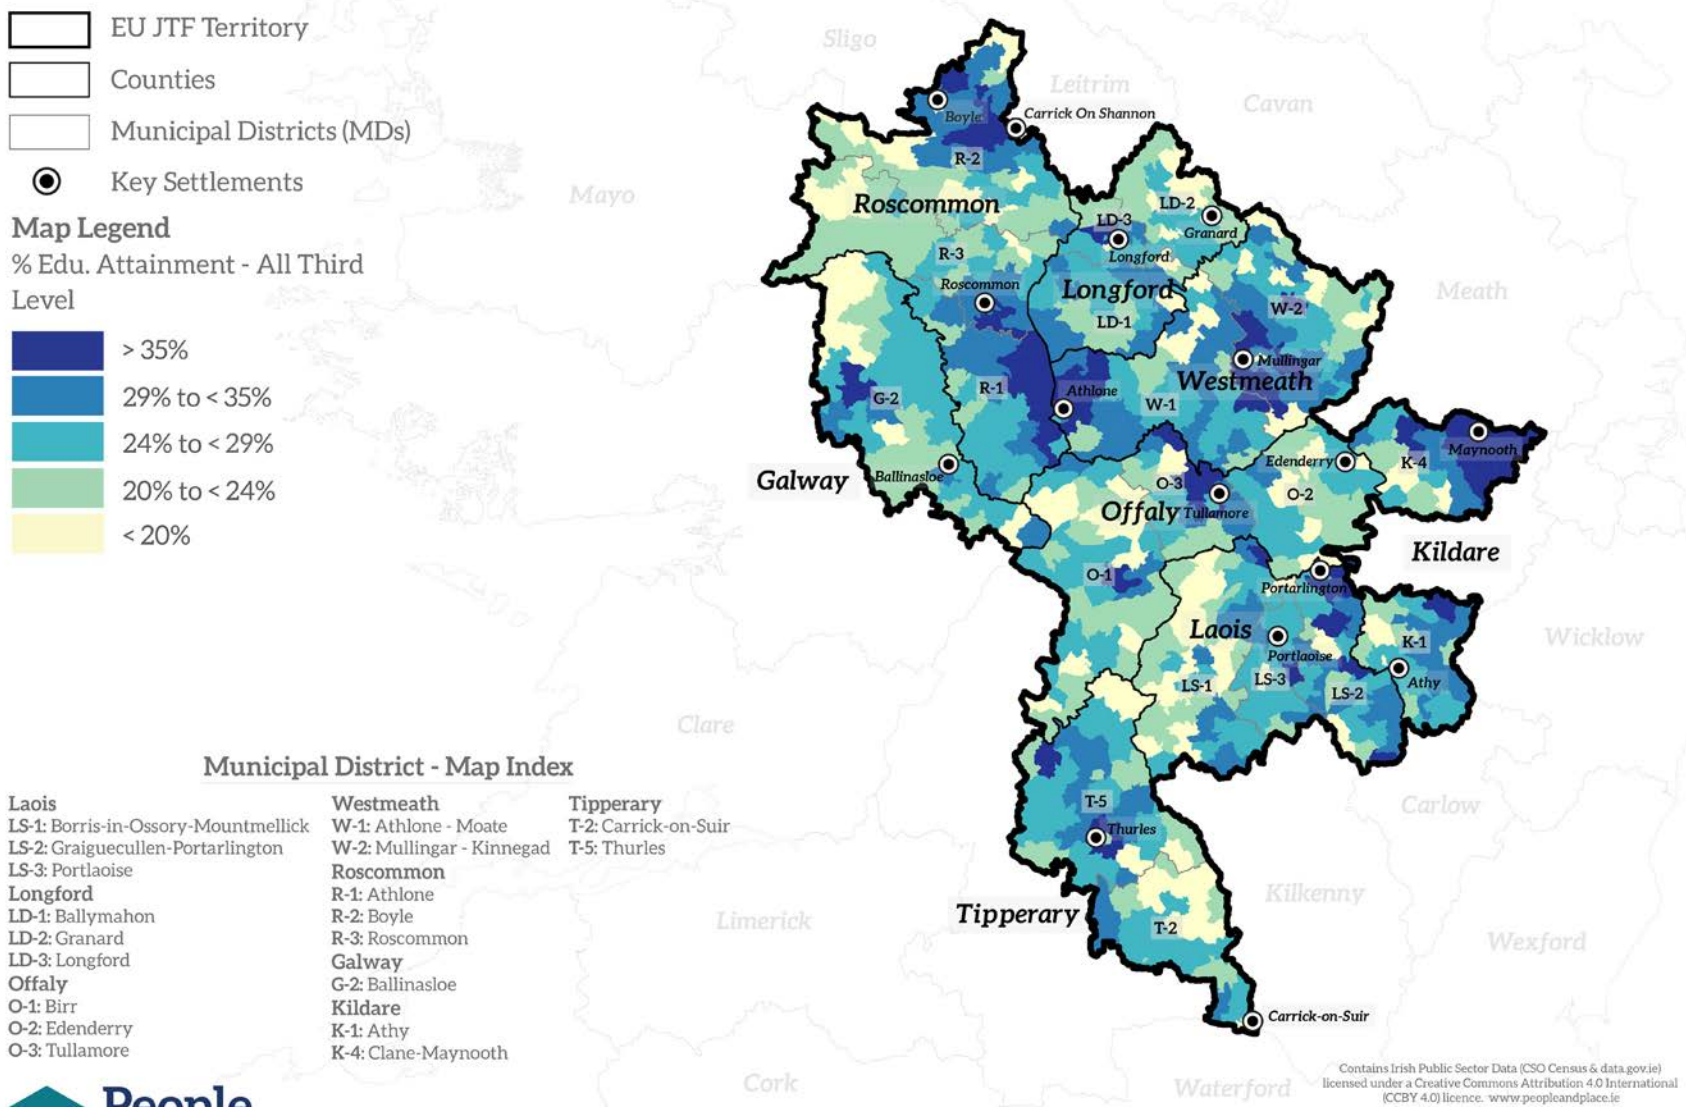 EU JTF Territory
Counties
Municipal Districts (MDs)
Key Settlements
Map Legend
% Edu. Attainment - All Third
Level
> 35%
29% to < 35%
24% to < 29%
20% to < 24%
< 20%
Sligo
Leitrim
Cavan
Mayo
Meath
Wicklow
Clare
Carlow
Limerick
Kilkenny
Wexford
Cork
Waterford
Boyle
Carrick On Shannon
R-2
Roscommon
LD-3
LD-2
Granard
Longford
R-3
Roscommon
Longford
LD-1
W-2
Mullingar
Westmeath
R-1
Athlone
W-1
G-2
Galway
Ballinasloe
Edenderry
K-4
Maynooth
O-3
O-2
Offaly
Tullamore
Kildare
O-1
Portarlington
Laois
Portlaoise
K-1
LS-1
LS-3
LS-2
Athy
T-5
Thurles
Tipperary
T-2
Carrick-on-Suir
Municipal District - Map Index
Laois
LS-1: Borris-in-Ossory-Mountmellick
LS-2: Graiguecullen-Portarlington
LS-3: Portlaoise
Longford
LD-1: Ballymahon
LD-2: Granard
LD-3: Longford
Offaly
O-1: Birr
O-2: Edenderry
O-3: Tullamore
Westmeath
W-1: Athlone - Moate
W-2: Mullingar - Kinnegad
Roscommon
R-1: Athlone
R-2: Boyle
R-3: Roscommon
Galway
G-2: Ballinasloe
Kildare
K-1: Athy
K-4: Clane-Maynooth
Tipperary
T-2: Carrick-on-Suir
T-5: Thurles
People
Contains Irish Public Sector Data (CSO Census & data.gov.ie)
licensed under a Creative Commons Attribution 4.0 International
(CCBY 4.0) licence. www.peopleandplace.ie